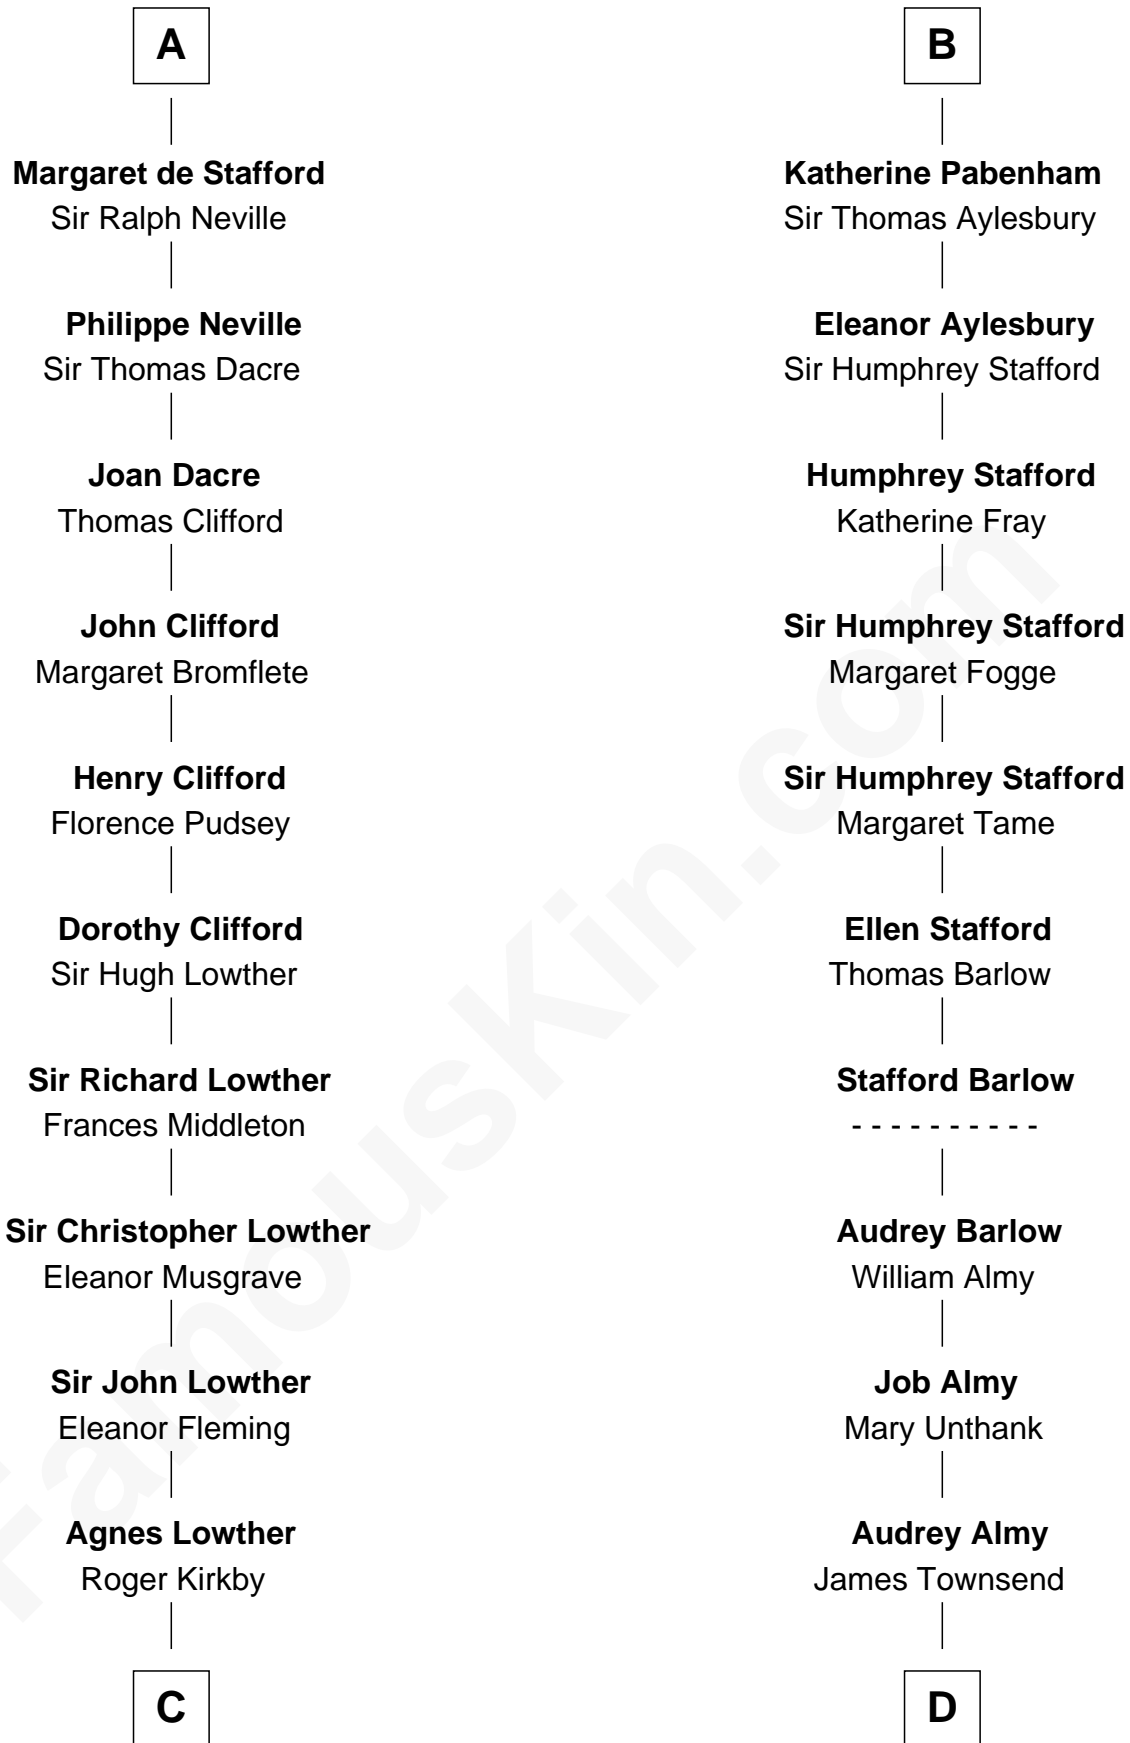 A
Margaret de Stafford
Sir Ralph Neville
Philippe Neville
Sir Thomas Dacre
Joan Dacre
Thomas Clifford
John Clifford
Margaret Bromflete
Henry Clifford
Florence Pudsey
Dorothy Clifford
Sir Hugh Lowther
Sir Richard Lowther
Frances Middleton
Sir Christopher Lowther
Eleanor Musgrave
Sir John Lowther
Eleanor Fleming
Agnes Lowther
Roger Kirkby
C
B
Katherine Pabenham
Sir Thomas Aylesbury
Eleanor Aylesbury
Sir Humphrey Stafford
Humphrey Stafford
Katherine Fray
Sir Humphrey Stafford
Margaret Fogge
Sir Humphrey Stafford
Margaret Tame
Ellen Stafford
Thomas Barlow
Stafford Barlow
- - - - - - - - - -
Audrey Barlow
William Almy
Job Almy
Mary Unthank
Audrey Almy
James Townsend
D
FamousKin.com